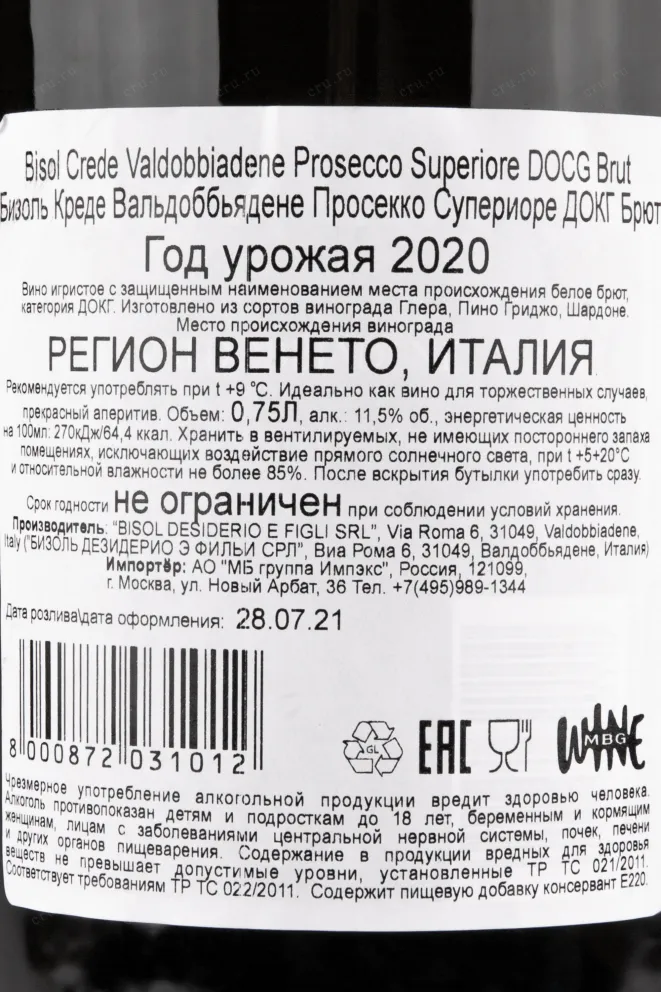 Bisol Crede Valdobbiadene Prosecco Superiore DOCG Brut
Бизоль Креде Вальдоббьядене Просекко Супериоре ДОКГ Брют
Год урожая 2020
Вино игристое с защищенным наименованием места происхождения белое брют,
категория ДОКГ. Изготовлено из сортов винограда Глера, Пино Гриджо, Шардоне.
Место происхождения винограда
РЕГИОН ВЕНЕТО, ИТАЛИЯ.
Рекомендуется употреблять при t +9 °С. Идеально как вино для торжественных случаев,
прекрасный аперитив. Объем: 0,75Л, алк.: 11,5% об., энергетическая ценность
на 100мл: 270кДж/64,4 ккал. Хранить в вентилируемых, не имеющих постороннего запаха
помещениях, исключающих воздействие прямого солнечного света, при t +5+20°С
и относительной влажности не более 85%. После вскрытия бутылки употребить сразу.
Срок годности не ограничен при соблюдении условий хранения.
Производитель: "BISOL DESIDERIO E FIGLI SRL", Via Roma 6, 31049, Valdobbiadene,
Italy ("БИЗОЛЬ ДЕЗИДЕРИО Э ФИЛЬИ СРЛ", Виа Рома 6, 31049, Валдоббьядене, Италия)
Импортёр: АО "МБ группа Импэкс", Россия, 121099,
г. Москва, ул. Новый Арбат, 36 Тел. +7(495)989-1344
Дата розлива\дата оформления: 28.07.21
8 000872 031012
GL
EAC
WINE
MBG
Чрезмерное употребление алкогольной продукции вредит здоровью человека.
Алкоголь противопоказан детям и подросткам до 18 лет, беременным и кормящим
женщинам, лицам с заболеваниями центральной нервной системы, почек, печени
и других органов пищеварения. Содержание в продукции вредных для здоровья
веществ не превышает допустимые уровни, установленные ТР ТС 021/2011.
Соответствует требованиям ТР ТС 022/2011. Содержит пищевую добавку консервант Е220.